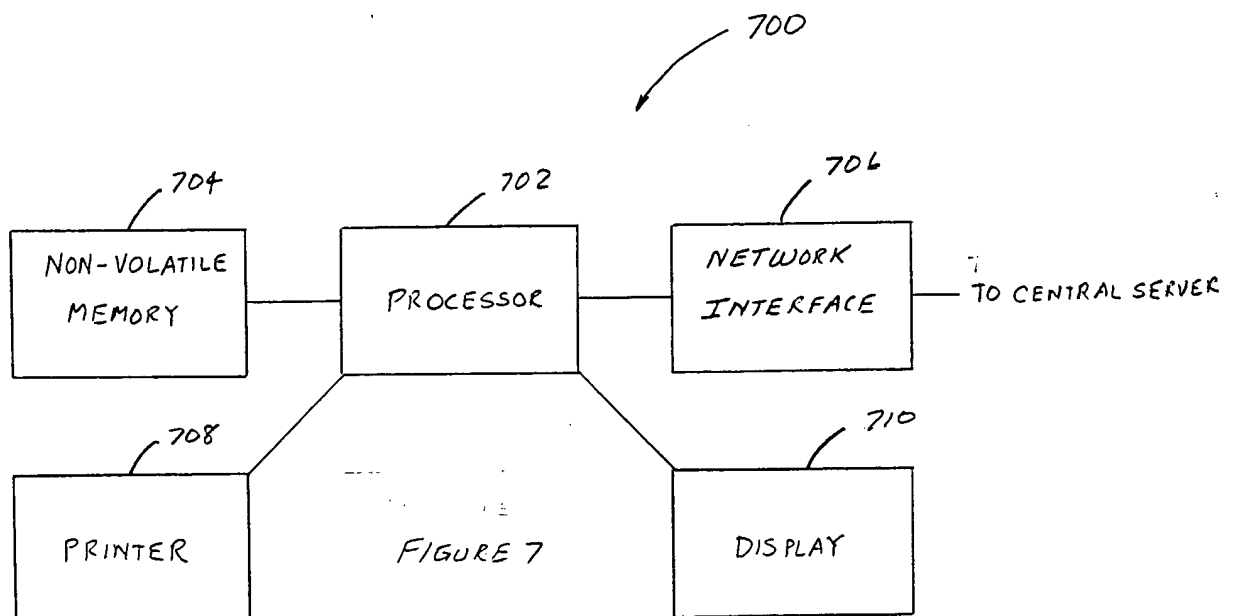 700
704
702
706
NON-VOLATILE
MEMORY
PROCESSOR
NETWORK
INTERFACE
TO CENTRAL SERVER
708
710
PRINTER
FIGURE 7
DISPLAY